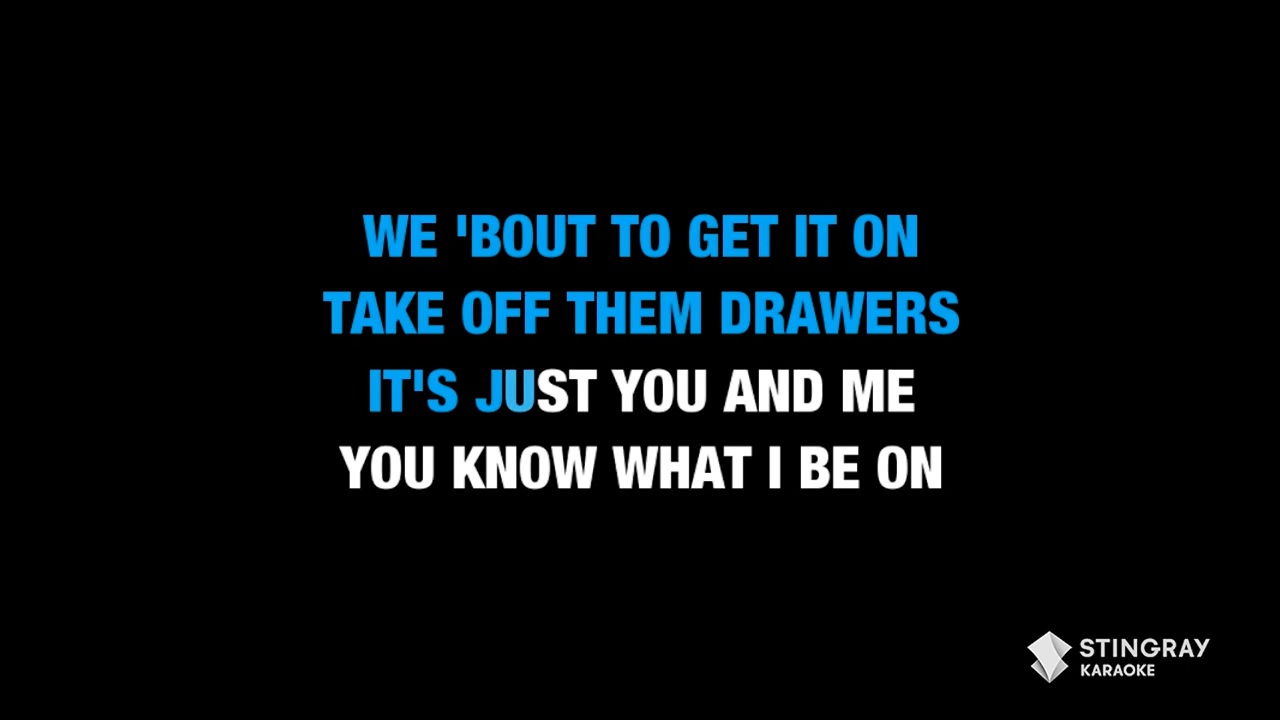 WE 'BOUT TO GET IT ON
TAKE OFF THEM DRAWERS
IT'S JUST YOU AND ME
YOU KNOW WHAT I BE ON
STINGRAY
KARAOKE